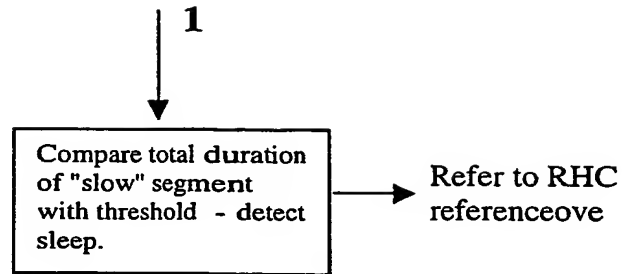 1
Compare total duration
of "slow" segment
with threshold - detect
sleep.
Refer to RHC
referenceove